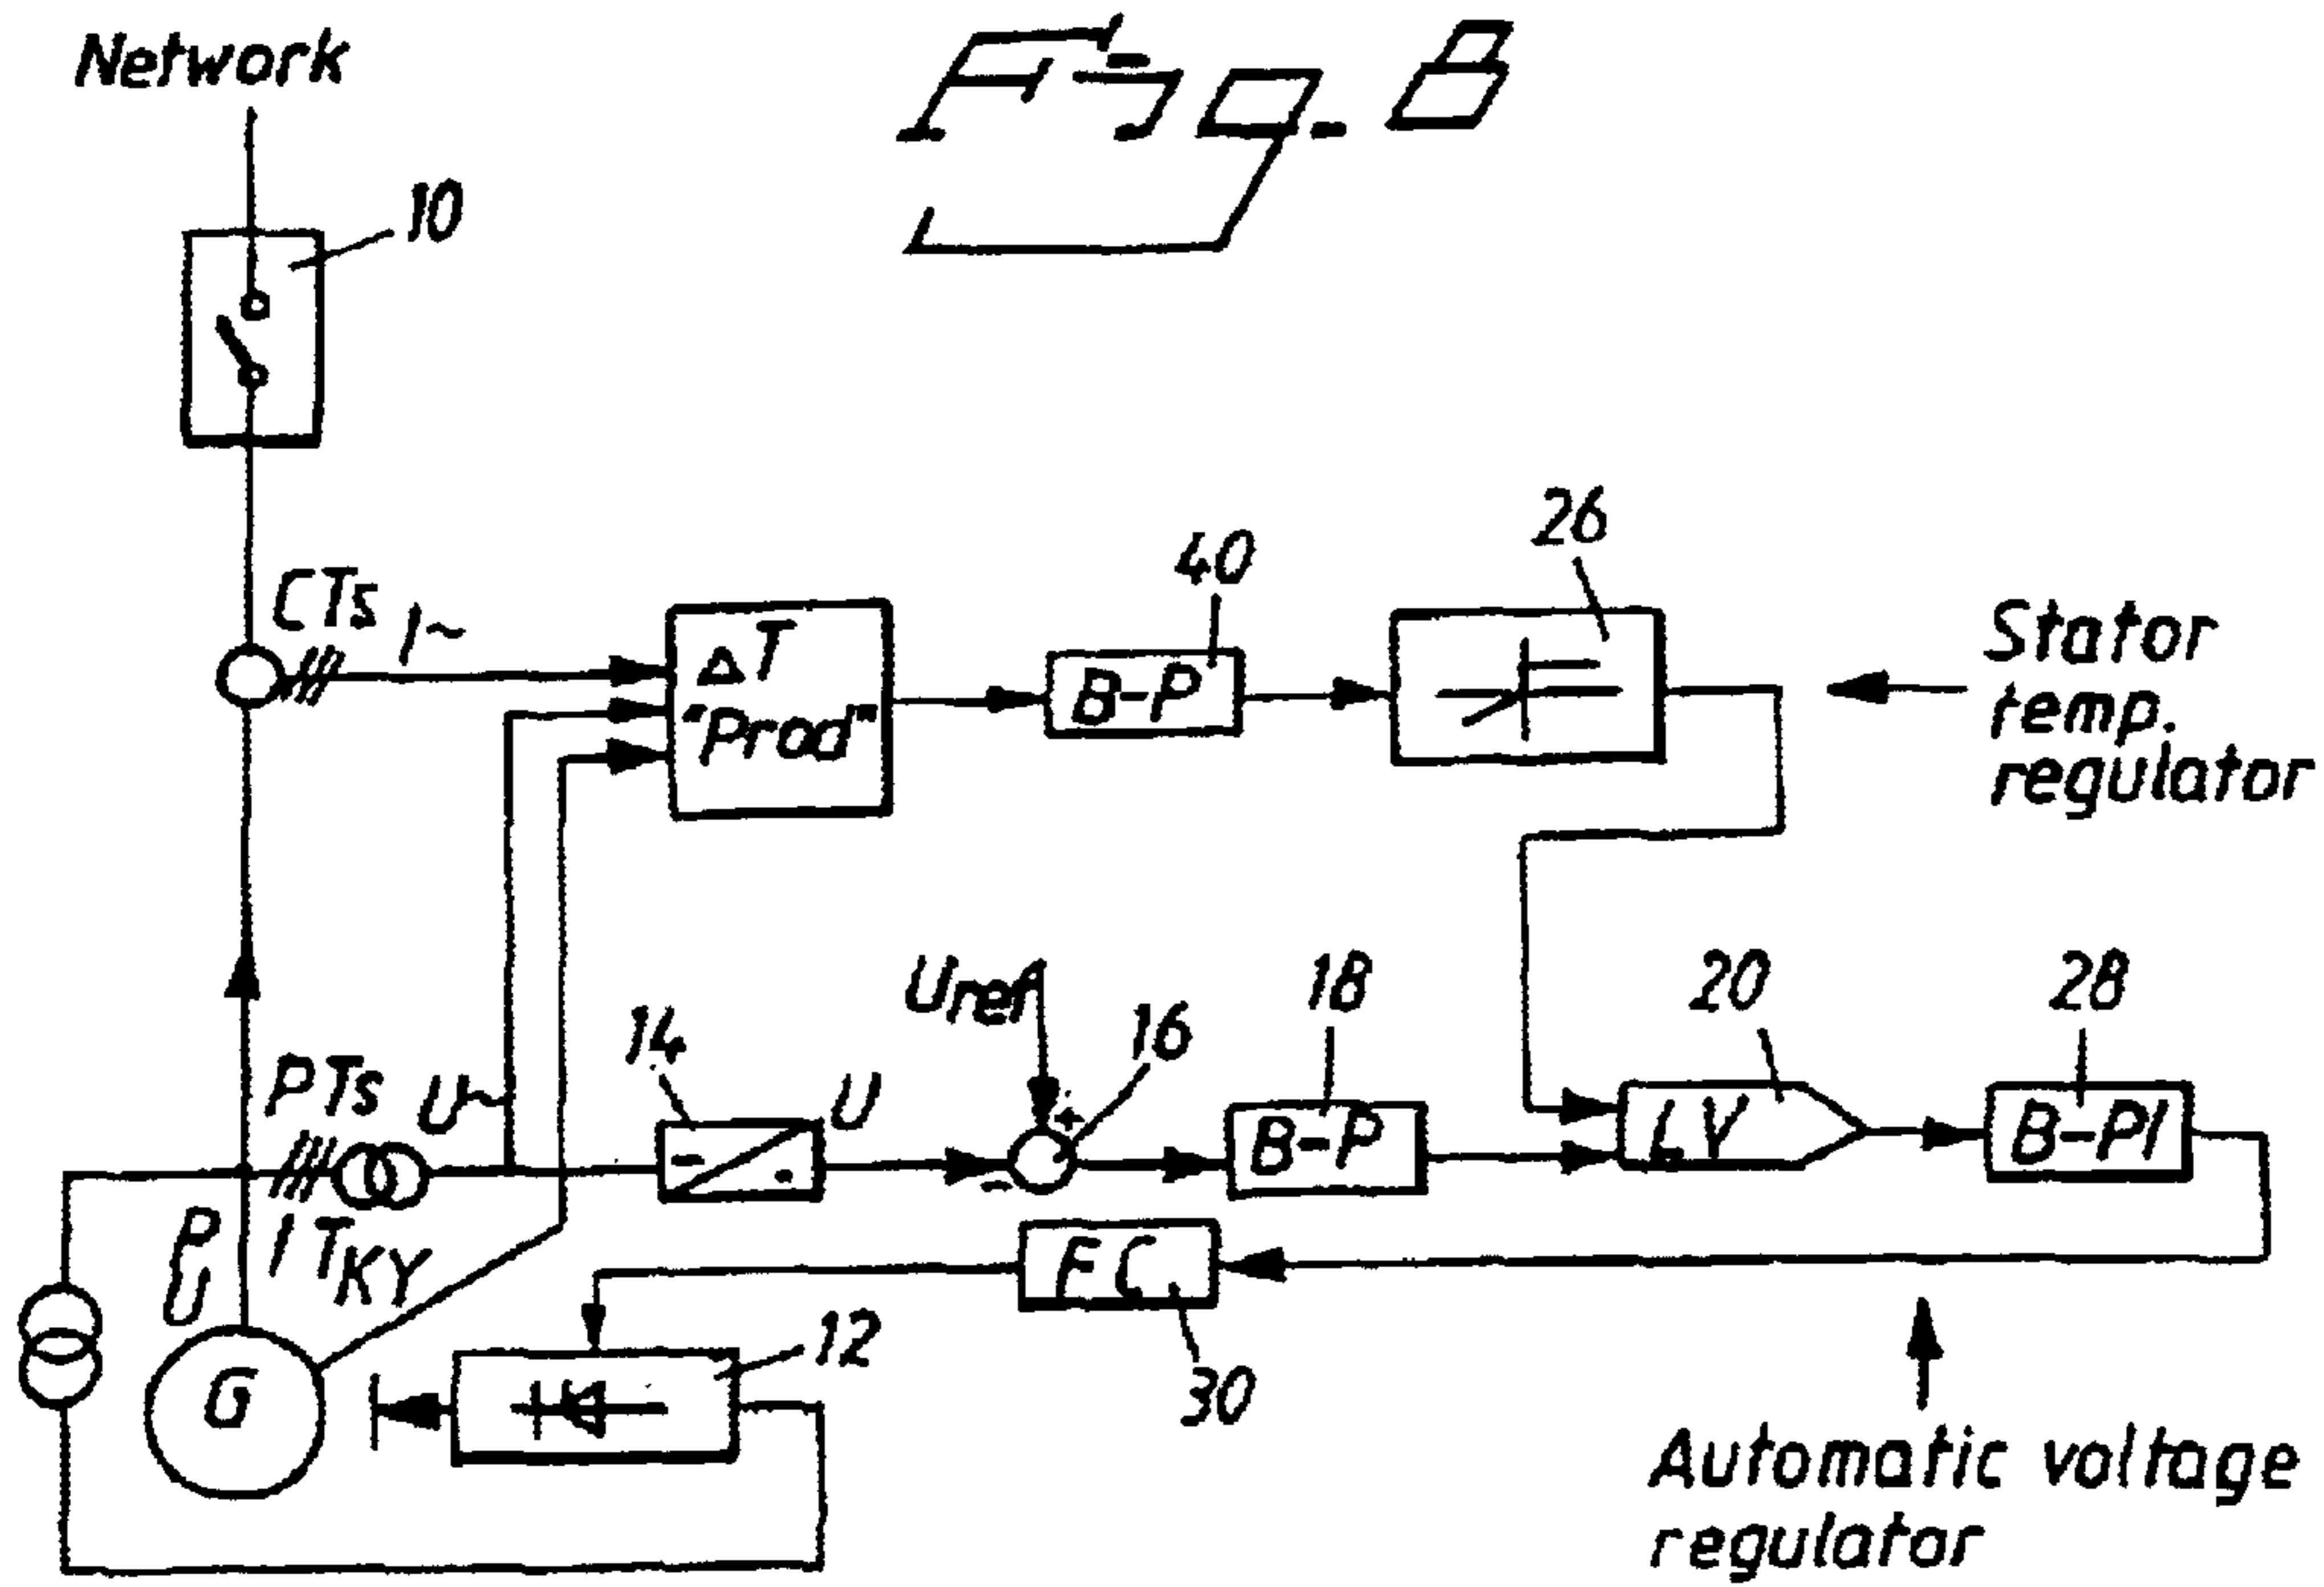 Network
Fig. 8
10
CTs
I~
ΔT
"Prod"
40
B-P
26
Stator
temp.
regulator
Uref
16
18
20
28
14
PTs
U~
U
+
B-P
LV
B-PI
-
P
U
I
TKY
F.C.
G
12
30
Automatic voltage
regulator